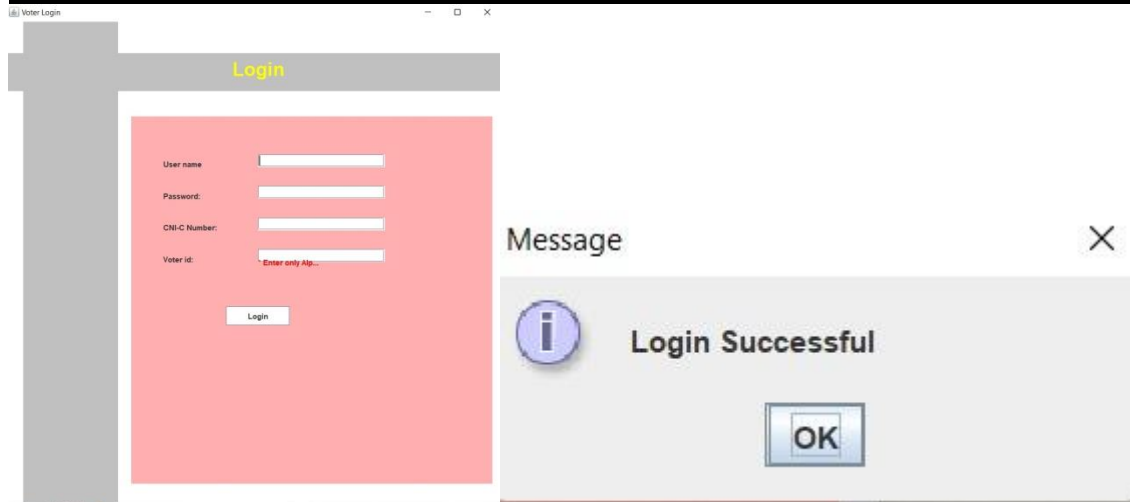 Voter Login
Login
User name
Password:
CNI-C Number:
Voter id:
* Enter only Alp...
Login
Message
Login Successful
OK